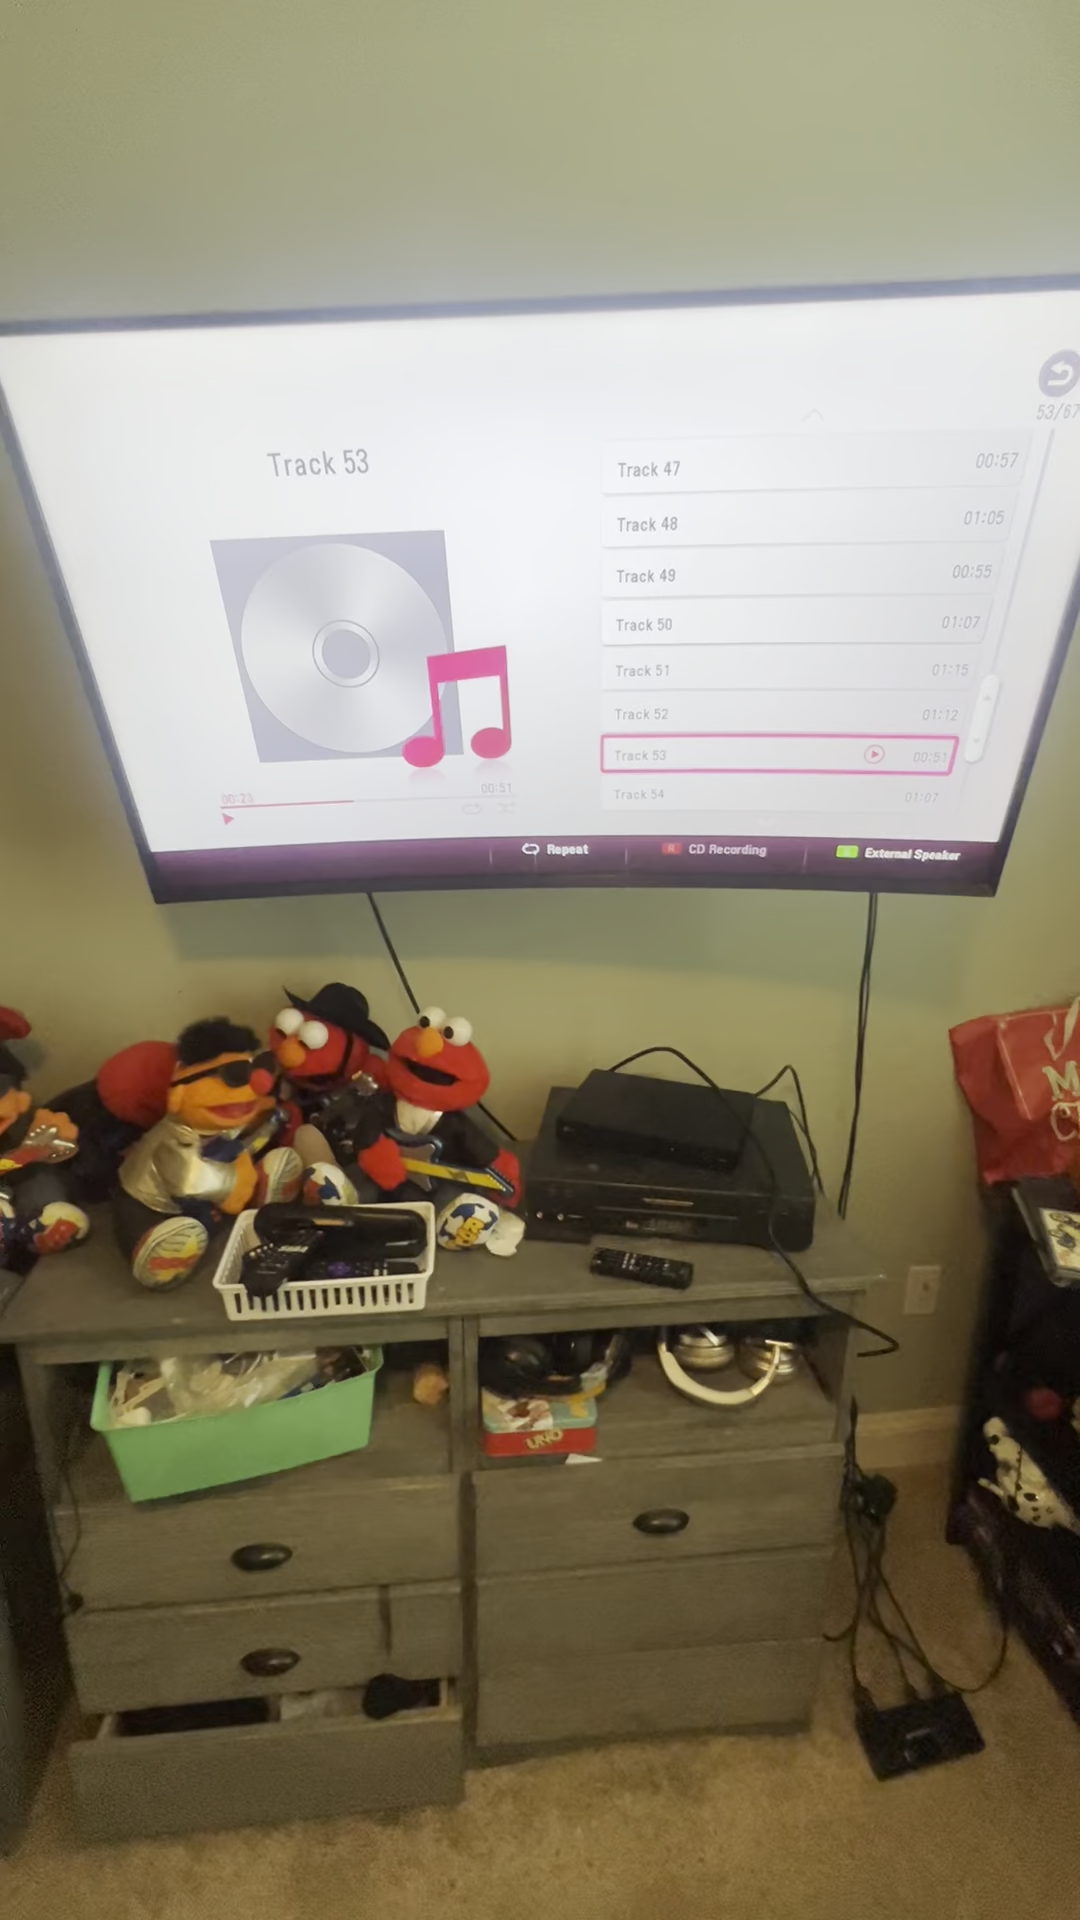 53/67
Track 53
Track 47 00:57
Track 48 01:05
Track 49 00:55
Track 50 01:07
Track 51 01:15
Track 52 01:12
Track 53 00:51
Track 54 01:07
00:23 00:51
Repeat
CD Recording
External Speaker
UNO